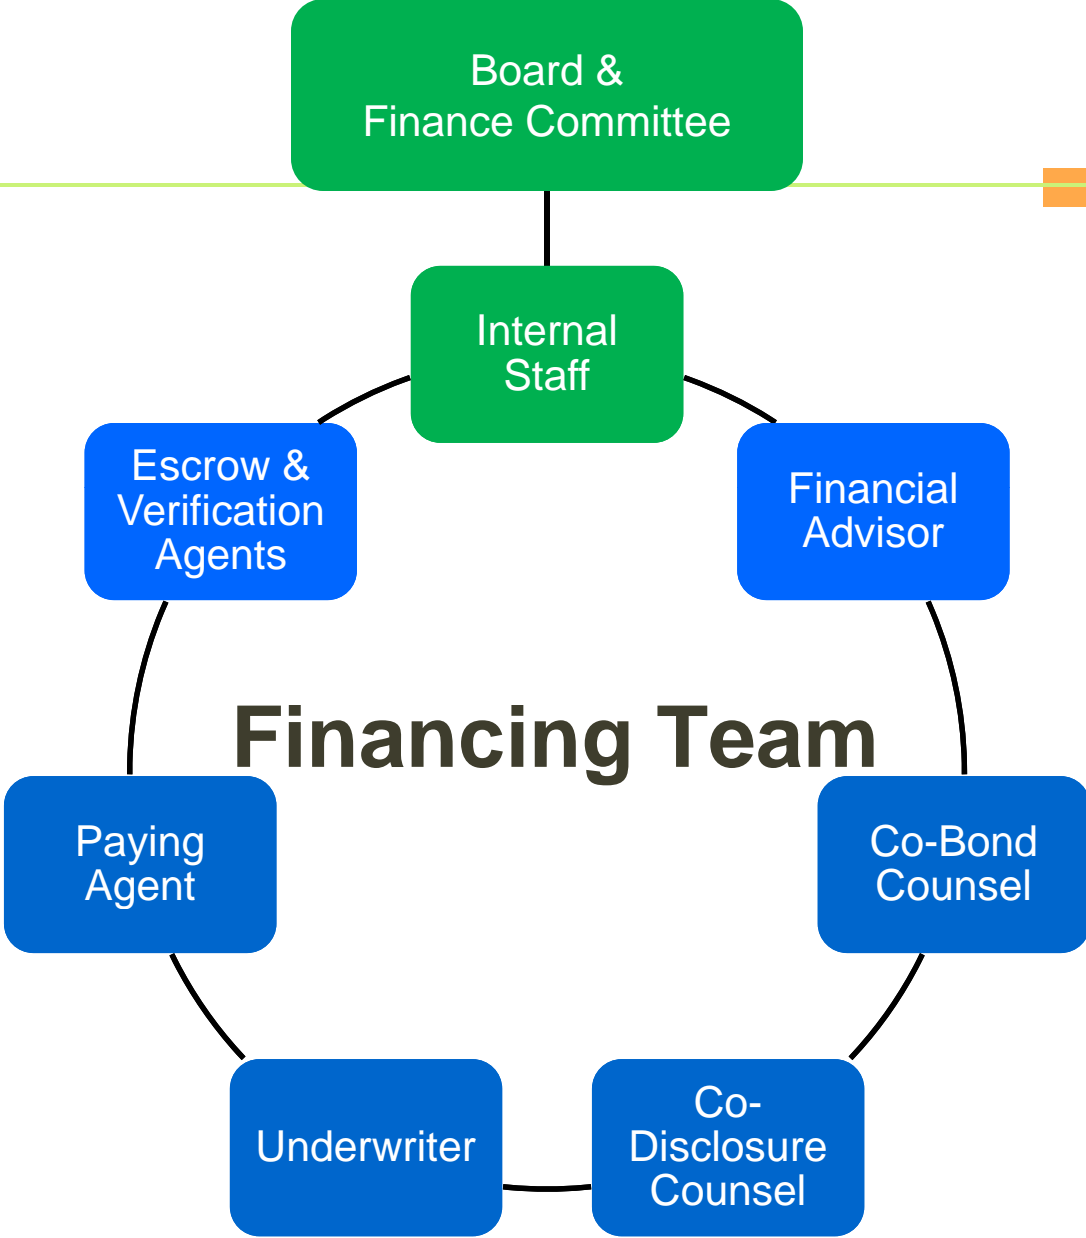 Board &
Finance Committee
Internal
Staff
Escrow &
Verification
Agents
Financial
Advisor
Financing Team
Paying
Agent
Co-Bond
Counsel
Underwriter
Co-
Disclosure
Counsel